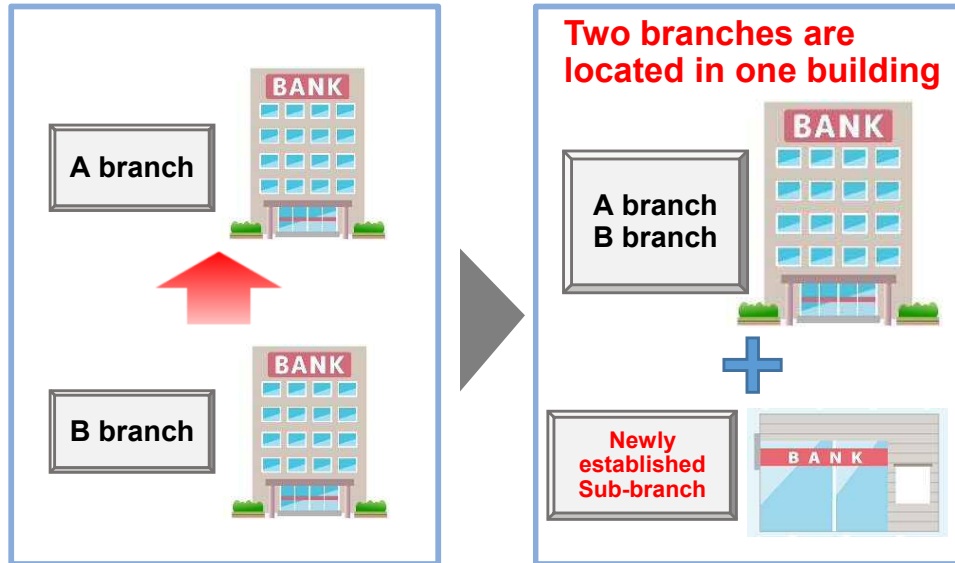 BANK
A branch
BANK
B branch
Two branches are
located in one building
BANK
A branch
B branch
Newly
established
Sub-branch
BANK